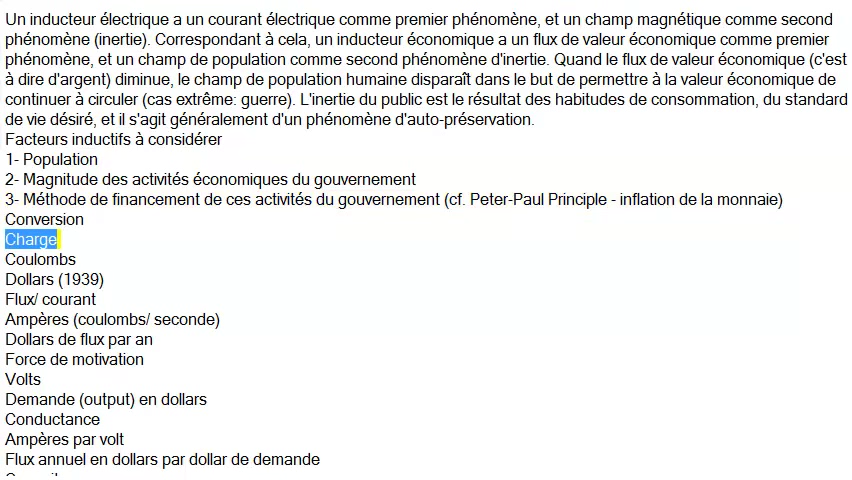 Un inducteur électrique a un courant électrique comme premier phénomène, et un champ magnétique comme second
phénomène (inertie). Correspondant à cela, un inducteur économique a un flux de valeur économique comme premier
phénomène, et un champ de population comme second phénomène d'inertie. Quand le flux de valeur économique (c'est
à dire d'argent) diminue, le champ de population humaine disparaît dans le but de permettre à la valeur économique de
continuer à circuler (cas extrême: guerre). L'inertie du public est le résultat des habitudes de consommation, du standard
de vie désiré, et il s'agit généralement d'un phénomène d'auto-préservation.
Facteurs inductifs à considérer
1- Population
2- Magnitude des activités économiques du gouvernement
3- Méthode de financement de ces activités du gouvernement (cf. Peter-Paul Principle - inflation de la monnaie)
Conversion
Charge
Coulombs
Dollars (1939)
Flux/ courant
Ampères (coulombs/ seconde)
Dollars de flux par an
Force de motivation
Volts
Demande (output) en dollars
Conductance
Ampères par volt
Flux annuel en dollars par dollar de demande